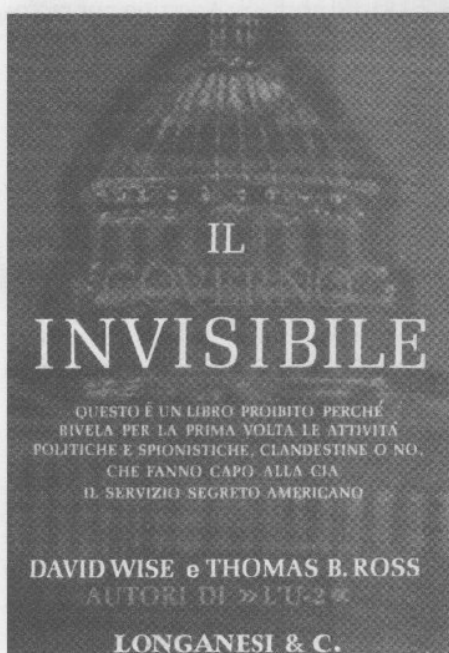 IL
GOVERNO
INVISIBILE
QUESTO È UN LIBRO PROIBITO PERCHÉ
RIVELA PER LA PRIMA VOLTA LE ATTIVITÀ
POLITICHE E SPIONISTICHE, CLANDESTINE O NO,
CHE FANNO CAPO ALLA CIA
IL SERVIZIO SEGRETO AMERICANO
DAVID WISE e THOMAS B. ROSS
AUTORI DI »L'U-2«
LONGANESI & C.